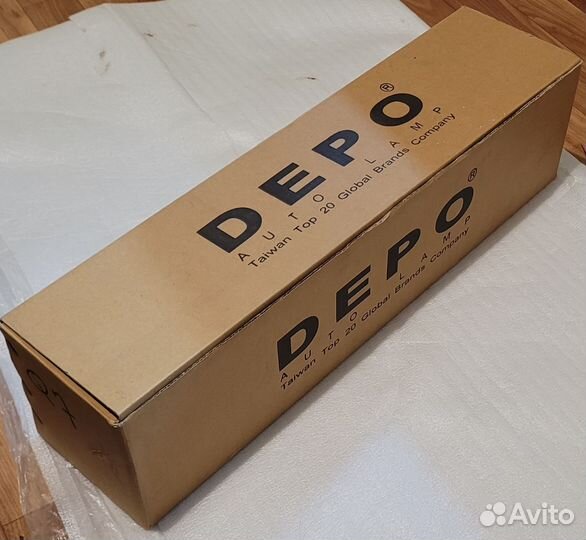 DEPO®
AUTO LAMP
Taiwan Top 20 Global Brands Company
DEPO®
AUTO LAMP
Taiwan Top 20 Global Brands Company
Avito